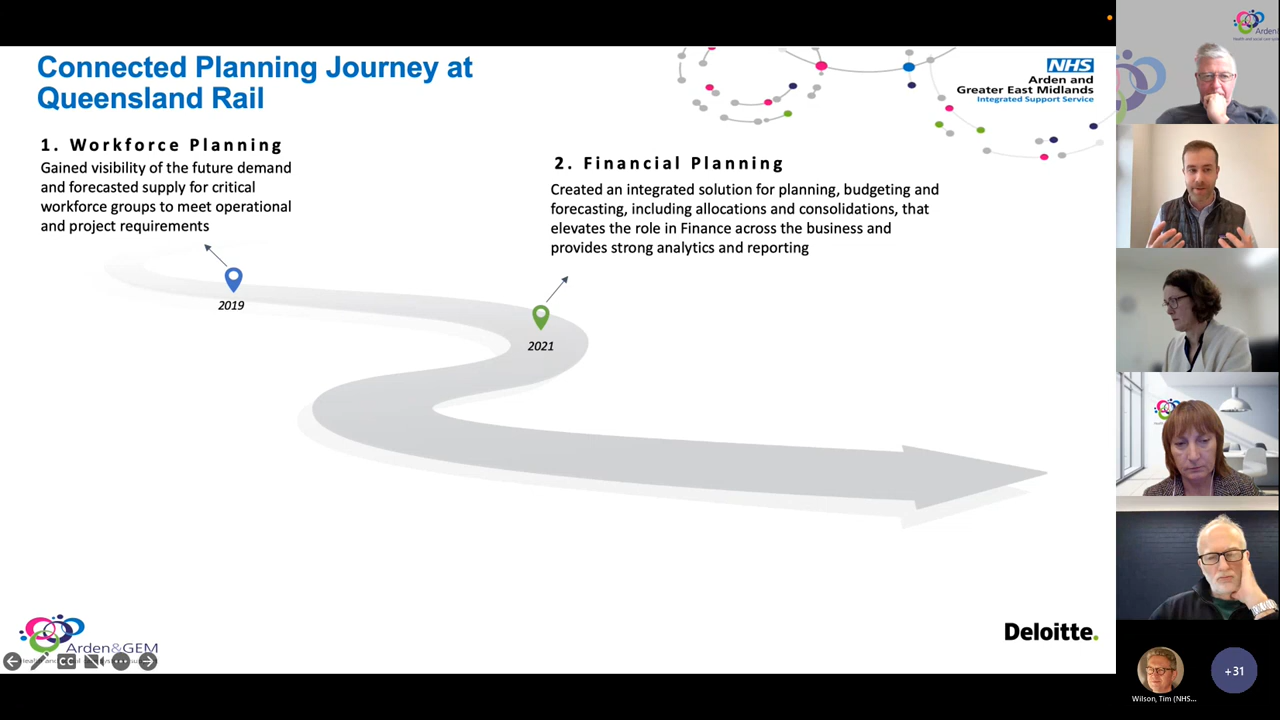 Connected Planning Journey at
Queensland Rail
NHS
Arden and
Greater East Midlands
Integrated Support Service
1. Workforce Planning
Gained visibility of the future demand
and forecasted supply for critical
workforce groups to meet operational
and project requirements
2. Financial Planning
Created an integrated solution for planning, budgeting and
forecasting, including allocations and consolidations, that
elevates the role in Finance across the business and
provides strong analytics and reporting
2019
2021
Arden&GEM
CC
Deloitte.
Arden&
Wilson, Tim (NHS...
+31